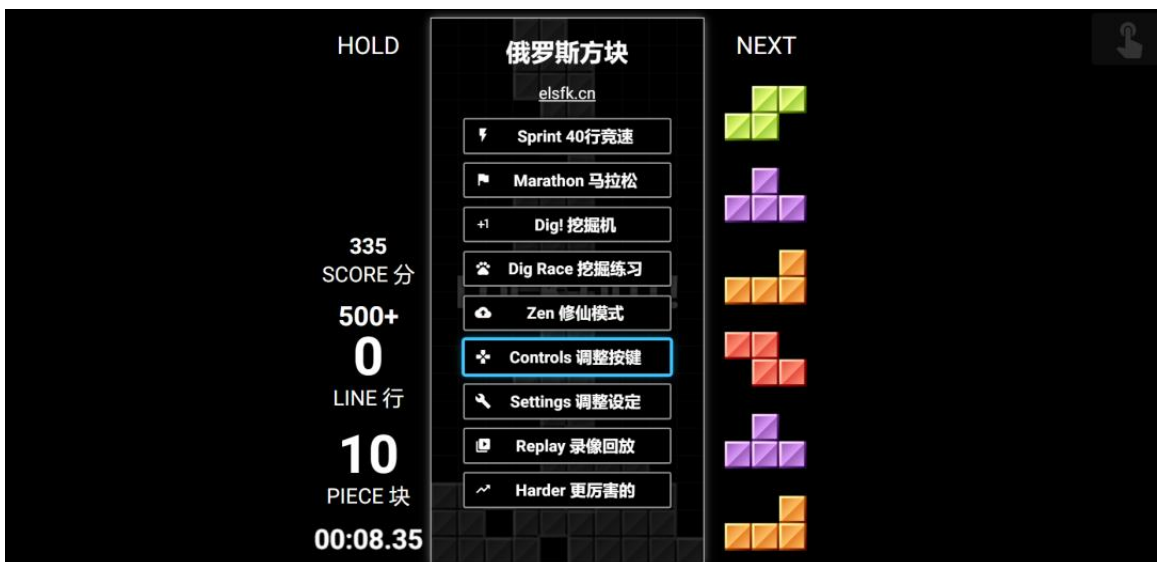 HOLD
俄罗斯方块
NEXT
elsfk.cn
Sprint 40行竞速
Marathon 马拉松
+1 Dig! 挖掘机
Dig Race 挖掘练习
Zen 修仙模式
Controls 调整按键
Settings 调整设定
Replay 录像回放
Harder 更厉害的
335
SCORE 分
500+
0
LINE 行
10
PIECE 块
00:08.35